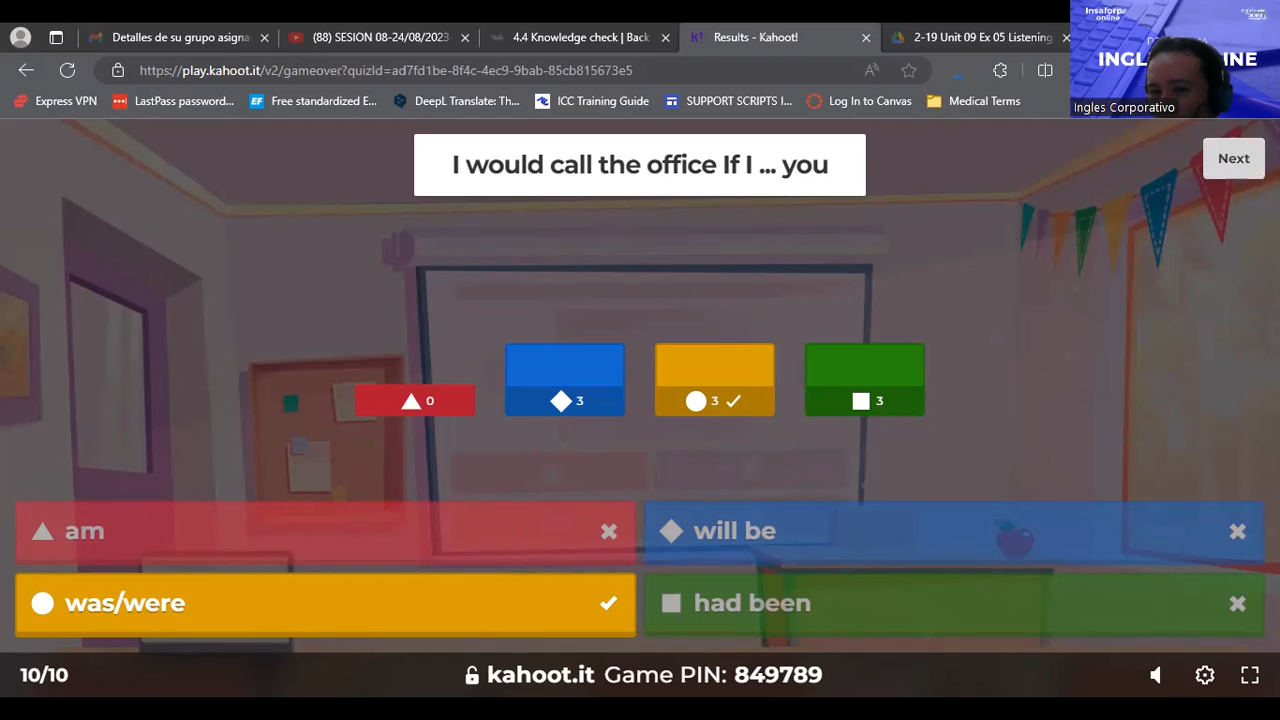 Detalles de su grupo asigna
(88) SESION 08-24/08/2023-
4.4 Knowledge check | Back
K!
Results - Kahoot!
2-19 Unit 09 Ex 05 Listening
https://play.kahoot.it/v2/gameover?quizId=ad7fd1be-8f4c-4ec9-9bab-85cb815673e5
Express VPN
LastPass password...
EF
Free standardized E...
DeepL Translate: Th...
ICC Training Guide
SUPPORT SCRIPTS I...
Log In to Canvas
Medical Terms
Insaforp
online
Ingles Corporativo
I would call the office If I ... you
Next
0
3
3
3
am
will be
was/were
had been
10/10
kahoot.it Game PIN: 849789